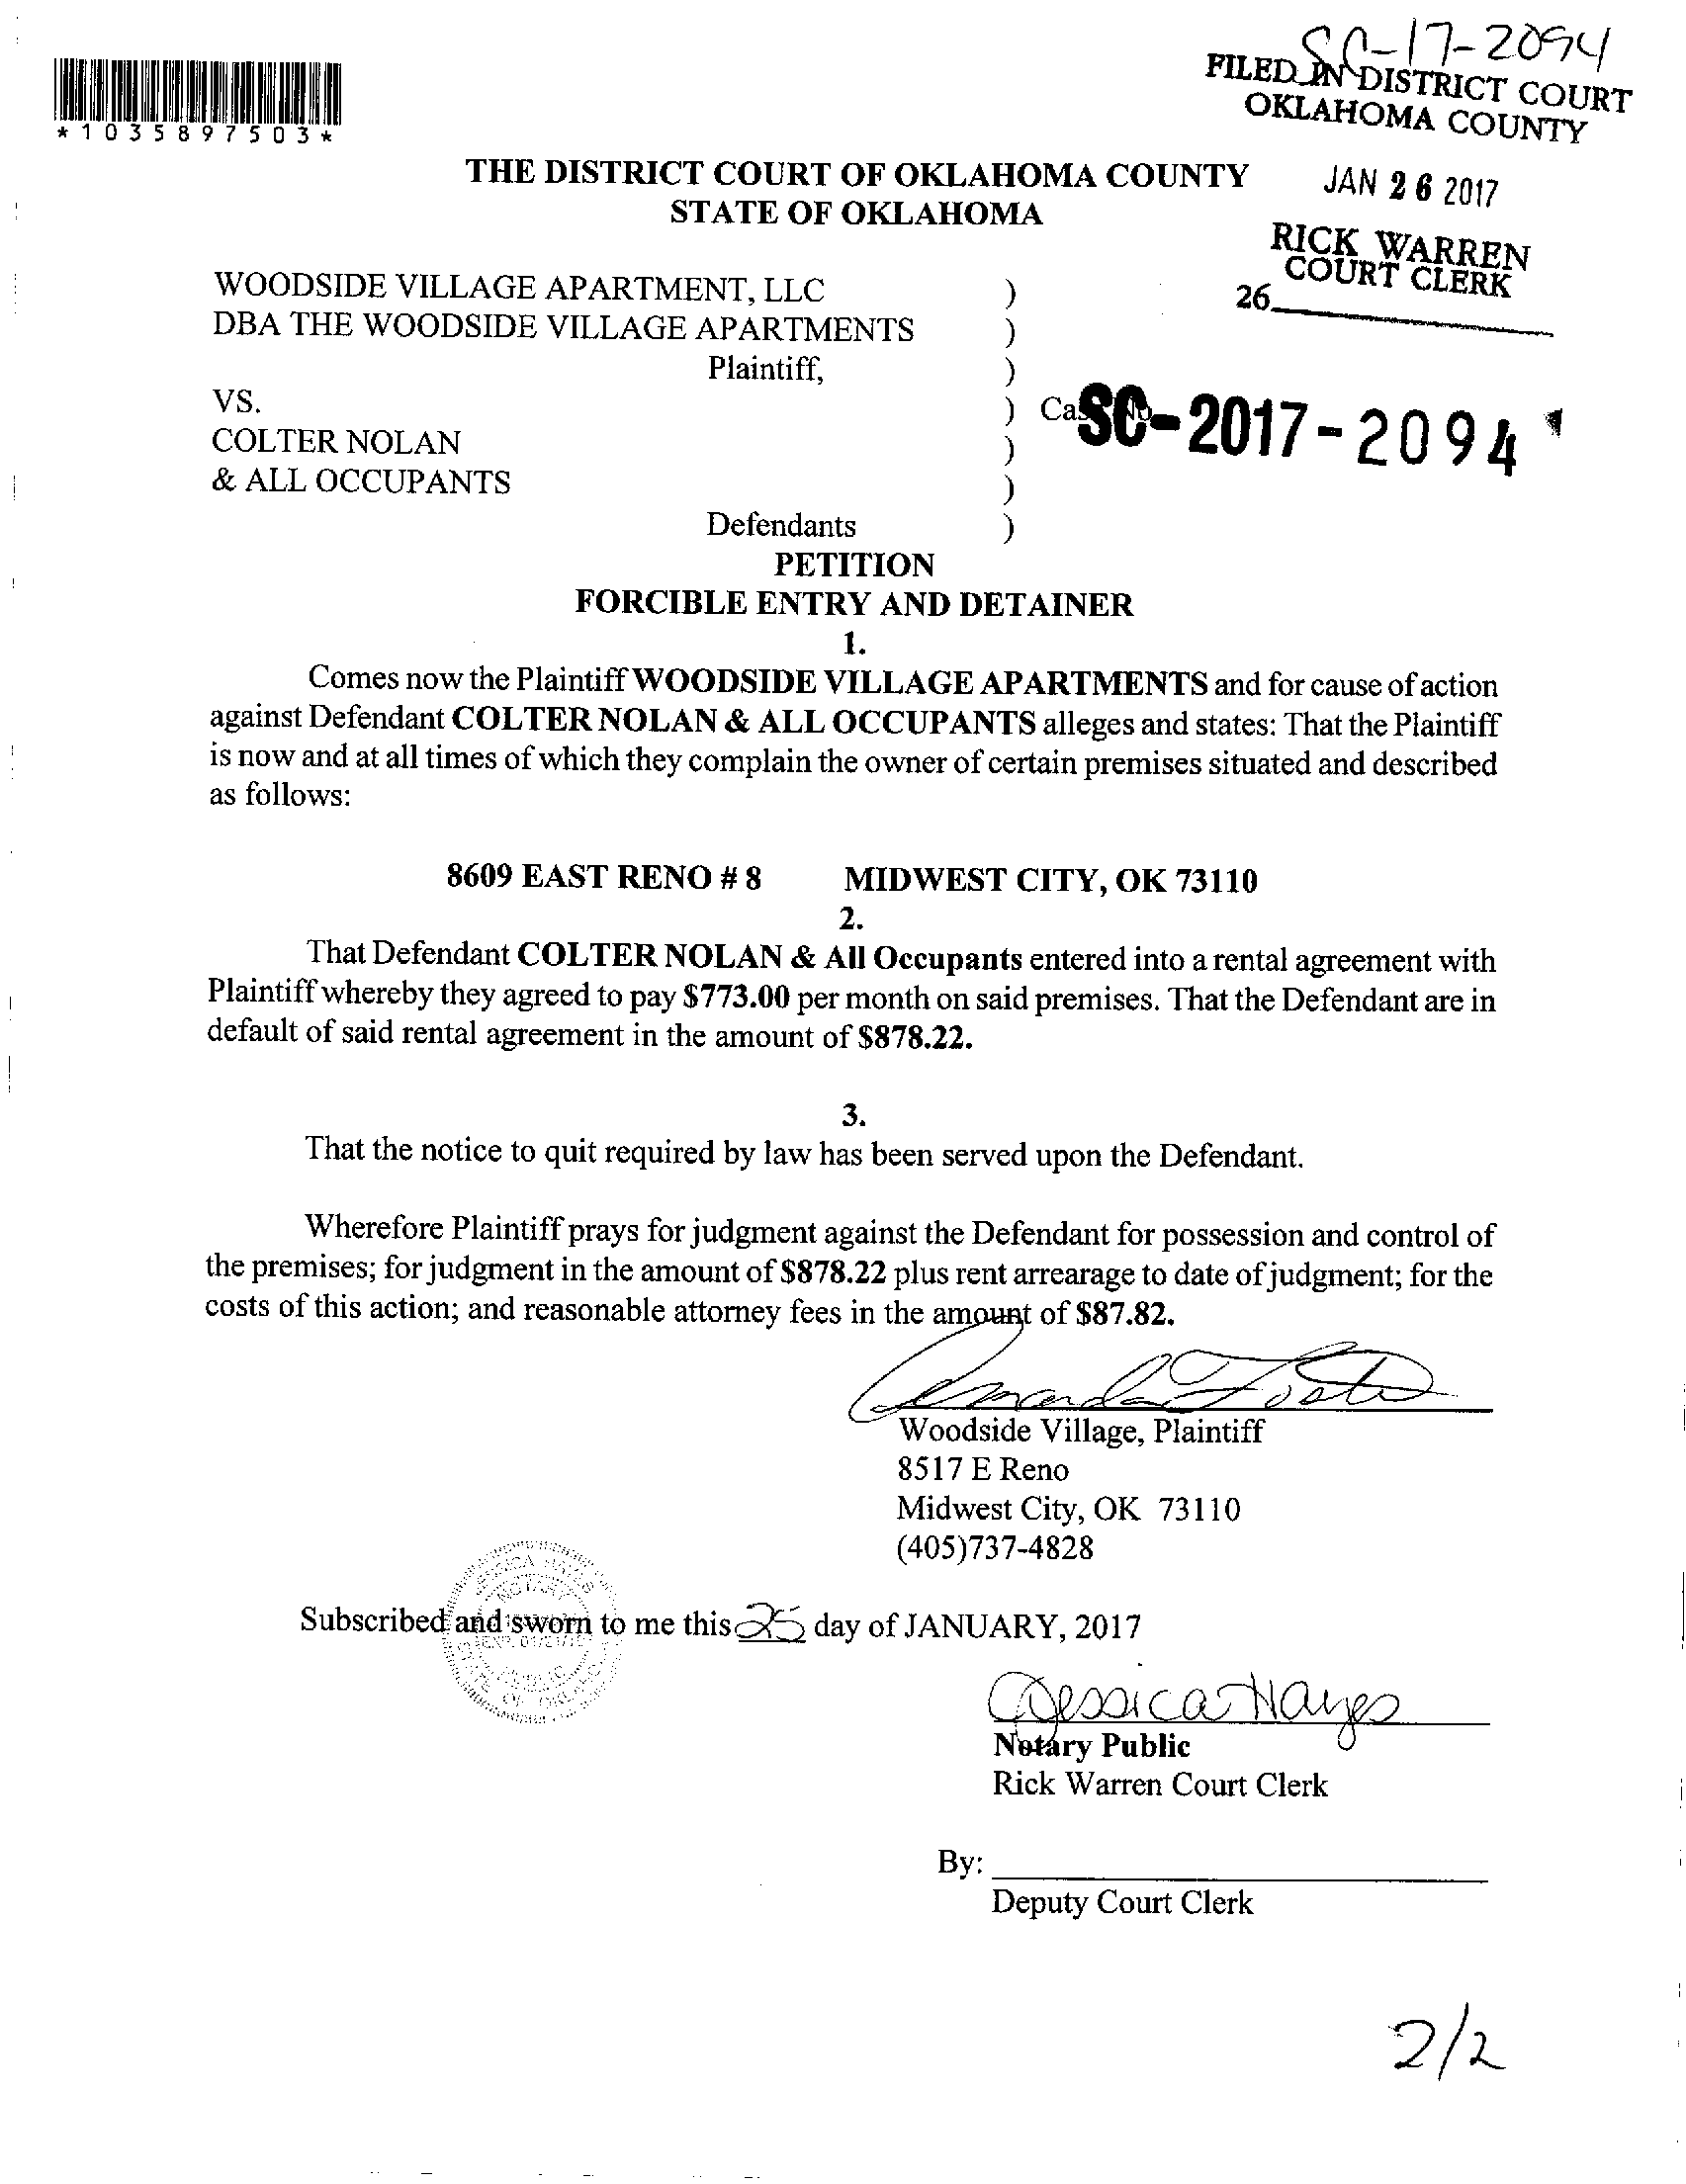 SC-17-2094
FILED IN DISTRICT COURT
OKLAHOMA COUNTY
*1035897503*
THE DISTRICT COURT OF OKLAHOMA COUNTY
STATE OF OKLAHOMA
JAN 26 2017
RICK WARREN
COURT CLERK
26
WOODSIDE VILLAGE APARTMENT, LLC )
DBA THE WOODSIDE VILLAGE APARTMENTS )
Plaintiff, )
VS. ) Case No. SC-2017-2094
COLTER NOLAN )
& ALL OCCUPANTS )
Defendants )
PETITION
FORCIBLE ENTRY AND DETAINER
1.
Comes now the Plaintiff WOODSIDE VILLAGE APARTMENTS and for cause of action
against Defendant COLTER NOLAN & ALL OCCUPANTS alleges and states: That the Plaintiff
is now and at all times of which they complain the owner of certain premises situated and described
as follows:
8609 EAST RENO # 8 MIDWEST CITY, OK 73110
2.
That Defendant COLTER NOLAN & All Occupants entered into a rental agreement with
Plaintiff whereby they agreed to pay $773.00 per month on said premises. That the Defendant are in
default of said rental agreement in the amount of $878.22.
3.
That the notice to quit required by law has been served upon the Defendant.
Wherefore Plaintiff prays for judgment against the Defendant for possession and control of
the premises; for judgment in the amount of $878.22 plus rent arrearage to date of judgment; for the
costs of this action; and reasonable attorney fees in the amount of $87.82.
Amanda Foster
Woodside Village, Plaintiff
8517 E Reno
Midwest City, OK 73110
(405)737-4828
Subscribed and sworn to me this 25 day of JANUARY, 2017
Jessica Hayes
Notary Public
Rick Warren Court Clerk
By:
Deputy Court Clerk
2/2